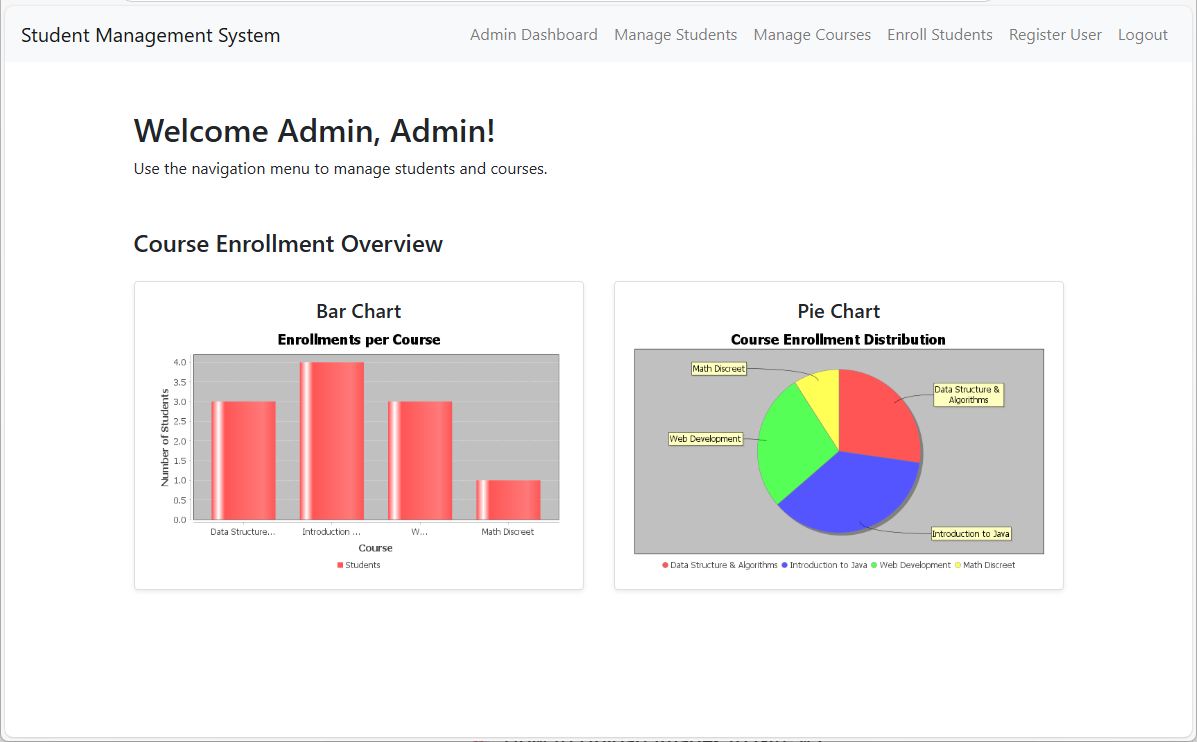 Student Management System
Admin Dashboard Manage Students Manage Courses Enroll Students Register User Logout
Welcome Admin, Admin!
Use the navigation menu to manage students and courses.
Course Enrollment Overview
Bar Chart
Enrollments per Course
Number of Students
4.0
3.5
3.0
2.5
2.0
1.5
1.0
0.5
0.0
Data Structure... Introduction ... W... Math Discreet
Course
Students
Pie Chart
Course Enrollment Distribution
Math Discreet
Data Structure &
Algorithms
Web Development
Introduction to Java
Data Structure & Algorithms Introduction to Java Web Development Math Discreet